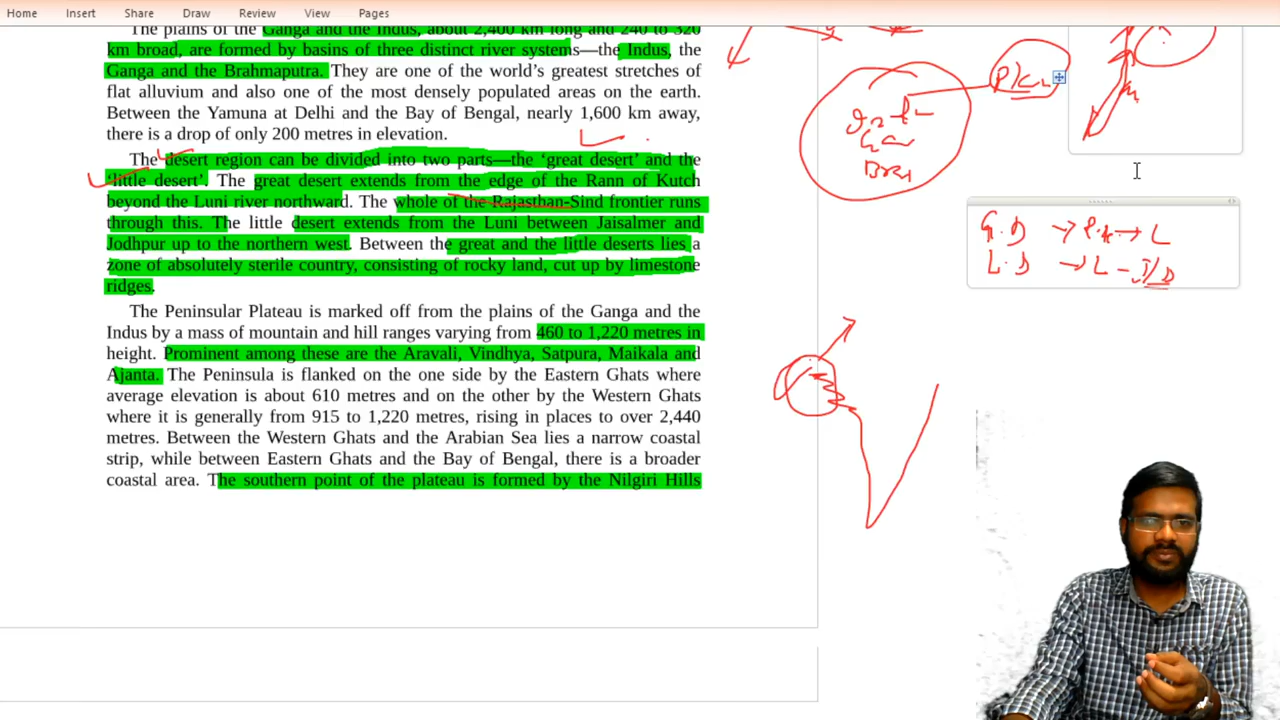 Home Insert Share Draw Review View Pages
The plains of the Ganga and the Indus, about 2,400 km long and 240 to 320
km broad, are formed by basins of three distinct river systems—the Indus, the
Ganga and the Brahmaputra. They are one of the world's greatest stretches of
flat alluvium and also one of the most densely populated areas on the earth.
Between the Yamuna at Delhi and the Bay of Bengal, nearly 1,600 km away,
there is a drop of only 200 metres in elevation.
The desert region can be divided into two parts—the 'great desert' and the
'little desert'. The great desert extends from the edge of the Rann of Kutch
beyond the Luni river northward. The whole of the Rajasthan-Sind frontier runs
through this. The little desert extends from the Luni between Jaisalmer and
Jodhpur up to the northern west. Between the great and the little deserts lies a
zone of absolutely sterile country, consisting of rocky land, cut up by limestone
ridges.
The Peninsular Plateau is marked off from the plains of the Ganga and the
Indus by a mass of mountain and hill ranges varying from 460 to 1,220 metres in
height. Prominent among these are the Aravali, Vindhya, Satpura, Maikala and
Ajanta. The Peninsula is flanked on the one side by the Eastern Ghats where
average elevation is about 610 metres and on the other by the Western Ghats
where it is generally from 915 to 1,220 metres, rising in places to over 2,440
metres. Between the Western Ghats and the Arabian Sea lies a narrow coastal
strip, while between Eastern Ghats and the Bay of Bengal, there is a broader
coastal area. The southern point of the plateau is formed by the Nilgiri Hills
G.D → → L
L.D → L -